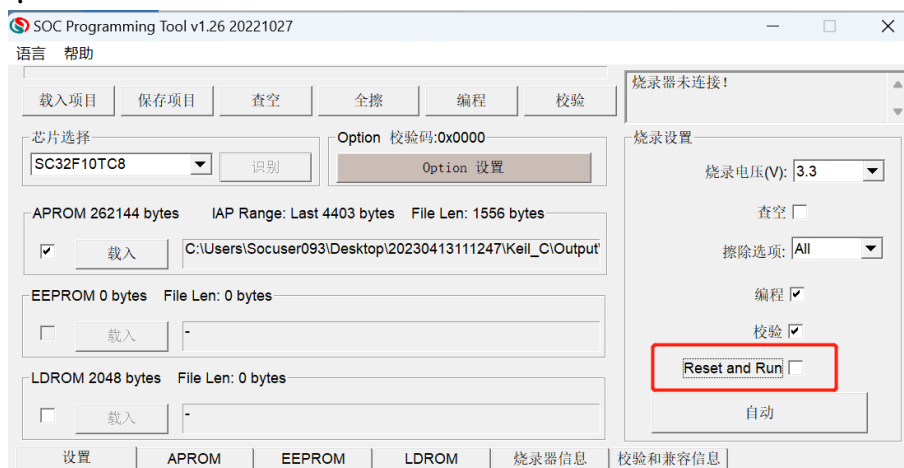 SOC Programming Tool v1.26 20221027
语言 帮助
载入项目 保存项目 查空 全擦 编程 校验
烧录器未连接!
芯片选择
SC32F10TC8 识别
Option 校验码:0x0000
Option 设置
APROM 262144 bytes IAP Range: Last 4403 bytes File Len: 1556 bytes
载入 C:\Users\Socuser093\Desktop\20230413111247\Keil_C\Output\
EEPROM 0 bytes File Len: 0 bytes
载入 -
LDROM 2048 bytes File Len: 0 bytes
载入 -
烧录设置
烧录电压(V): 3.3
查空
擦除选项: All
编程
校验
Reset and Run
自动
设置 APROM EEPROM LDROM 烧录器信息 校验和兼容信息